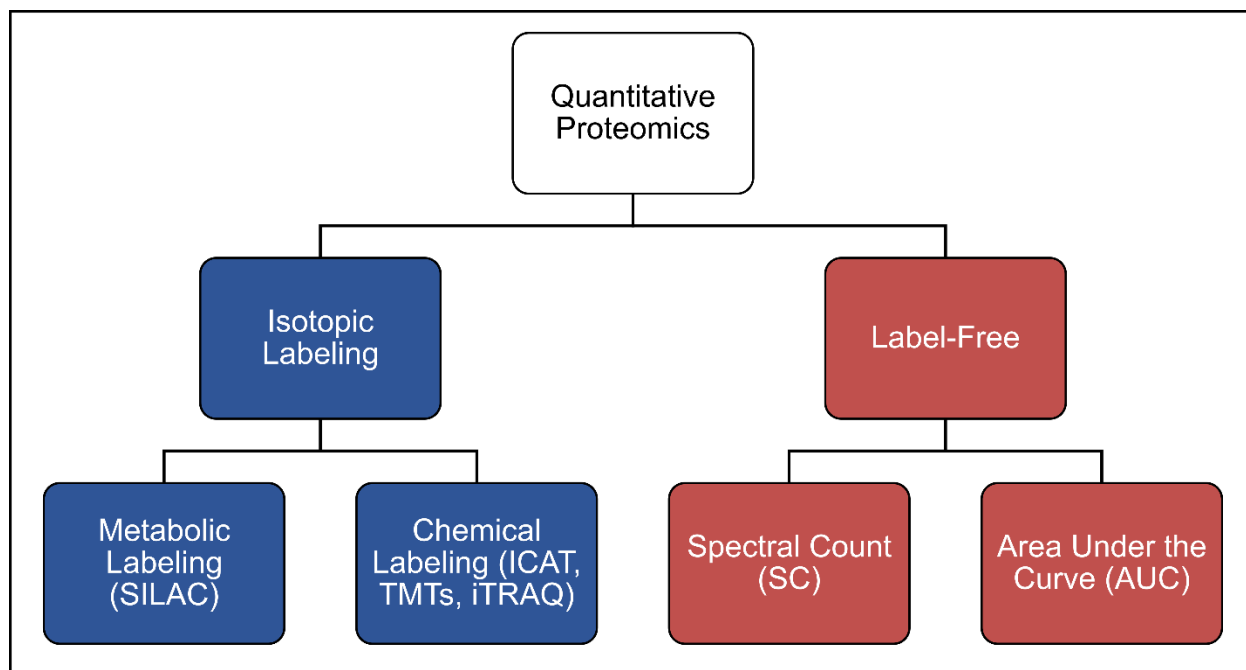 Quantitative
Proteomics
Isotopic
Labeling
Label-Free
Metabolic
Labeling
(SILAC)
Chemical
Labeling (ICAT,
TMTs, iTRAQ)
Spectral Count
(SC)
Area Under the
Curve (AUC)